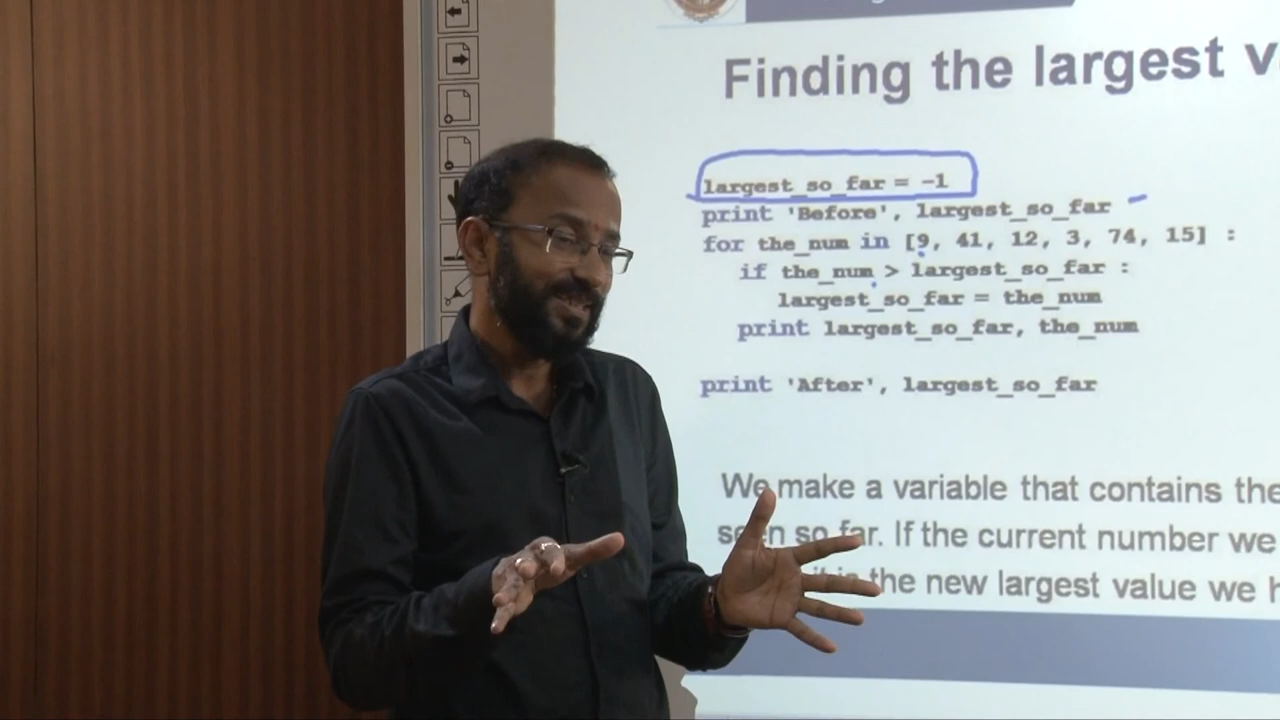 Finding the largest v
largest_so_far = -1
print 'Before', largest_so_far
for the_num in [9, 41, 12, 3, 74, 15] :
if the_num > largest_so_far :
largest_so_far = the_num
print largest_so_far, the_num
print 'After', largest_so_far
We make a variable that contains the
seen so far. If the current number we
the new largest value we h